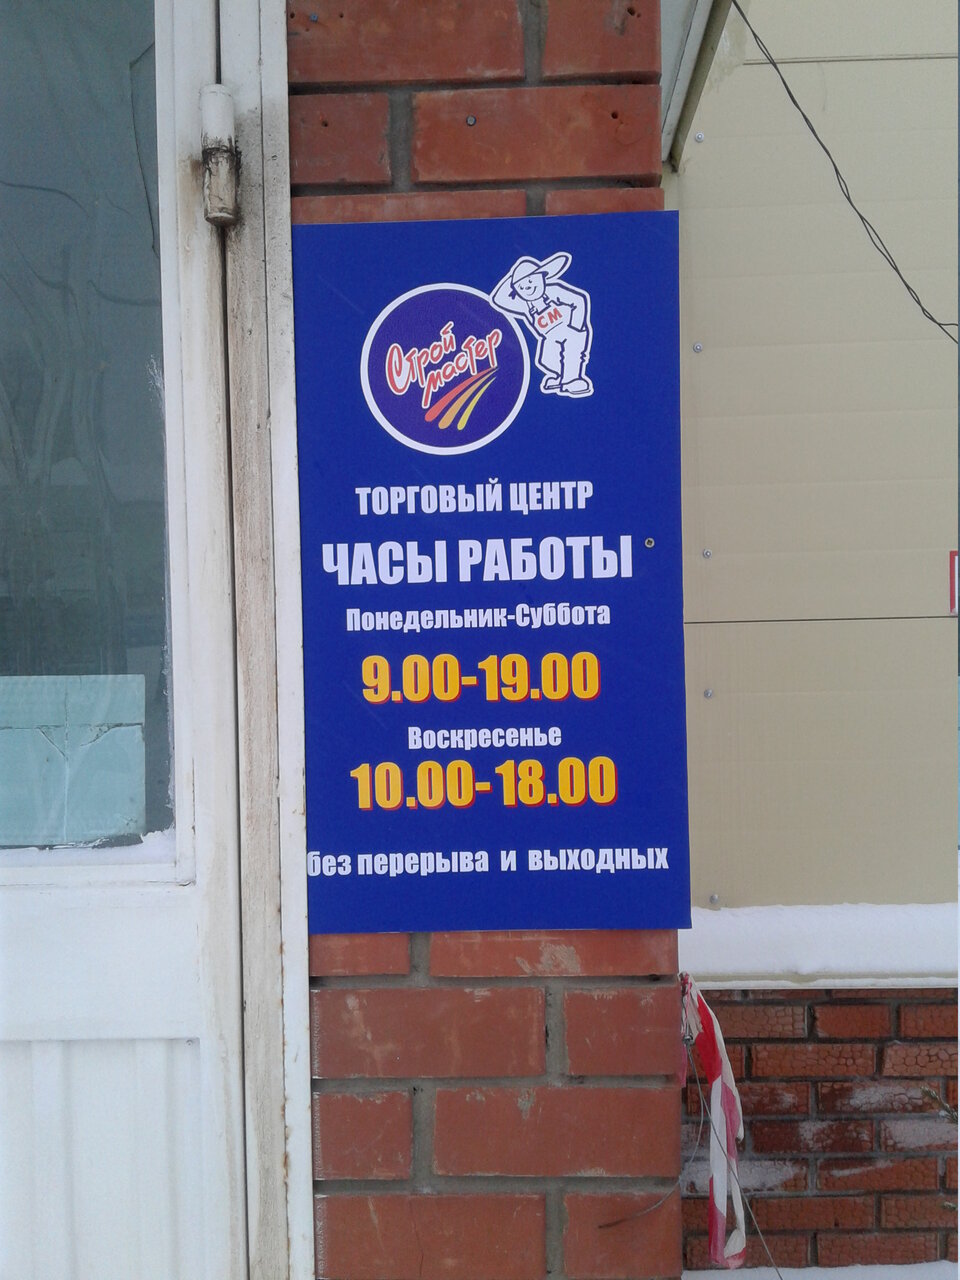 Строй
мастер
СМ
ТОРГОВЫЙ ЦЕНТР
ЧАСЫ РАБОТЫ
Понедельник-Суббота
9.00-19.00
Воскресенье
10.00-18.00
без перерыва и выходных